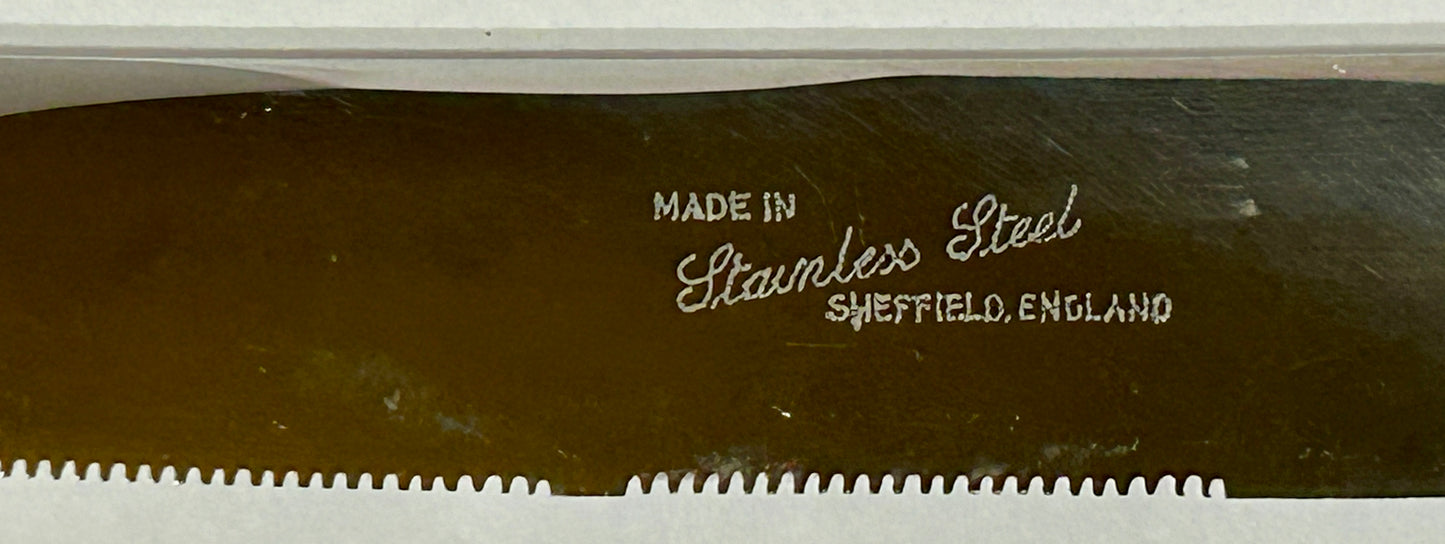 MADE IN
Stainless Steel
SHEFFIELD, ENGLAND